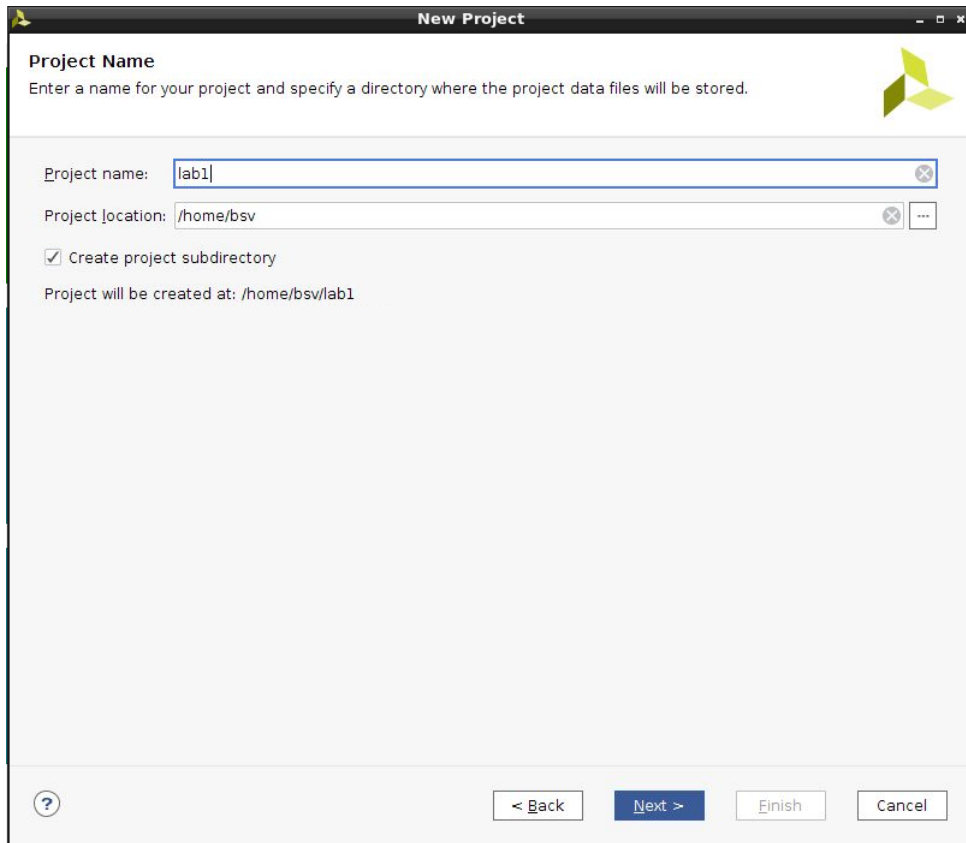 New Project
Project Name
Enter a name for your project and specify a directory where the project data files will be stored.
Project name: lab1
Project location: /home/bsv ...
Create project subdirectory
Project will be created at: /home/bsv/lab1
? < Back Next > Finish Cancel